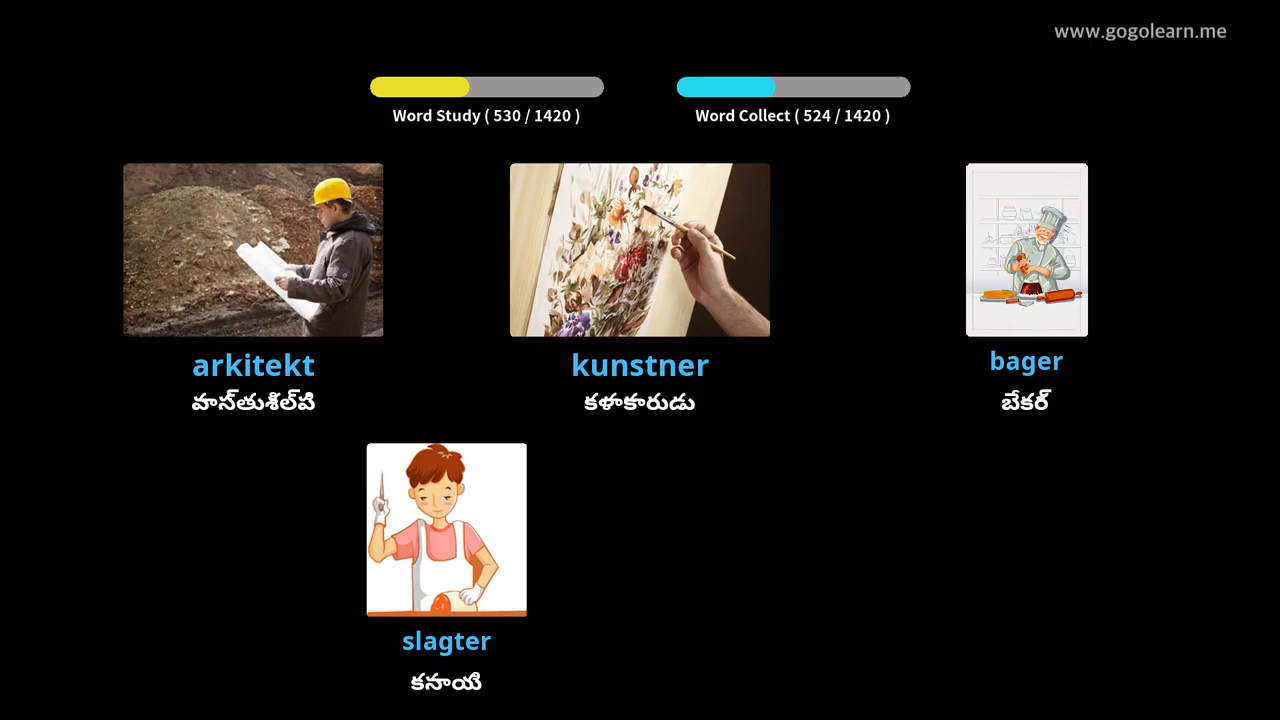 www.gogolearn.me
Word Study ( 530 / 1420 )
Word Collect ( 524 / 1420 )
arkitekt
వాస్తుశిల్పి
kunstner
కళాకారుడు
bager
బేకర్
slagter
కసాయి